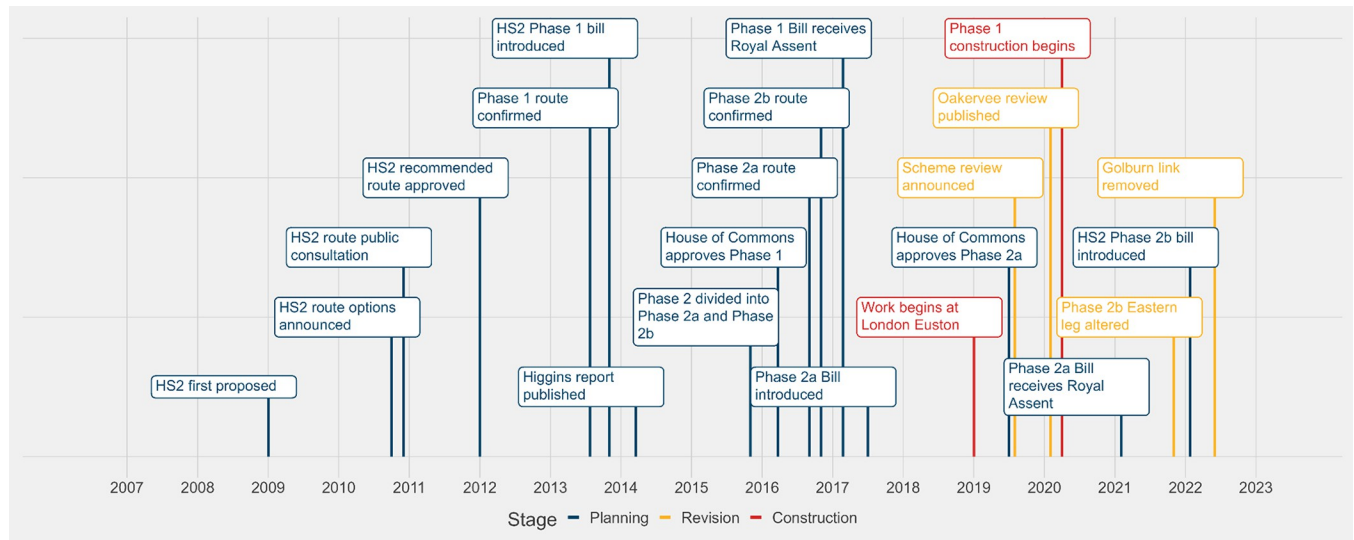 HS2 Phase 1 bill
introduced
Phase 1 Bill receives
Royal Assent
Phase 1
construction begins
Phase 1 route
confirmed
Phase 2b route
confirmed
Oakervee review
published
HS2 recommended
route approved
Phase 2a route
confirmed
Scheme review
announced
Golburn link
removed
HS2 route public
consultation
House of Commons
approves Phase 1
House of Commons
approves Phase 2a
HS2 Phase 2b bill
introduced
HS2 route options
announced
Phase 2 divided into
Phase 2a and Phase
2b
Work begins at
London Euston
Phase 2b Eastern
leg altered
HS2 first proposed
Higgins report
published
Phase 2a Bill
introduced
Phase 2a Bill
receives Royal
Assent
2007 2008 2009 2010 2011 2012 2013 2014 2015 2016 2017 2018 2019 2020 2021 2022 2023
Stage Planning Revision Construction